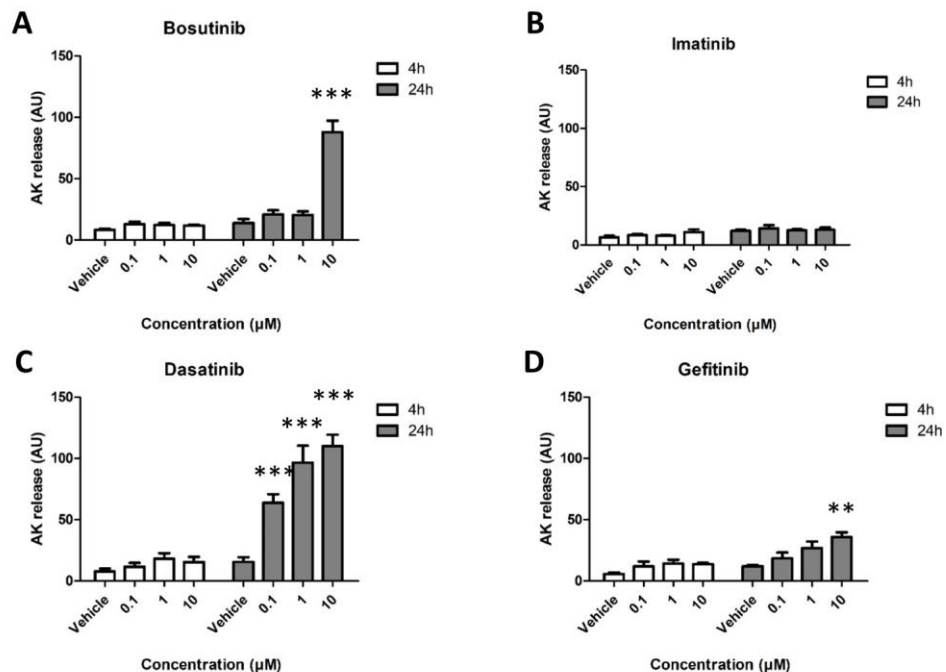 A
Bosutinib
AK release (AU)
150
100
50
0
***
4h
24h
Vehicle 0.1 1 10 Vehicle 0.1 1 10
Concentration (µM)
B
Imatinib
AK release (AU)
150
100
50
0
4h
24h
Vehicle 0.1 1 10 Vehicle 0.1 1 10
Concentration (µM)
C
Dasatinib
AK release (AU)
150
100
50
0
***
***
***
4h
24h
Vehicle 0.1 1 10 Vehicle 0.1 1 10
Concentration (µM)
D
Gefitinib
AK release (AU)
150
100
50
0
**
4h
24h
Vehicle 0.1 1 10 Vehicle 0.1 1 10
Concentration (µM)